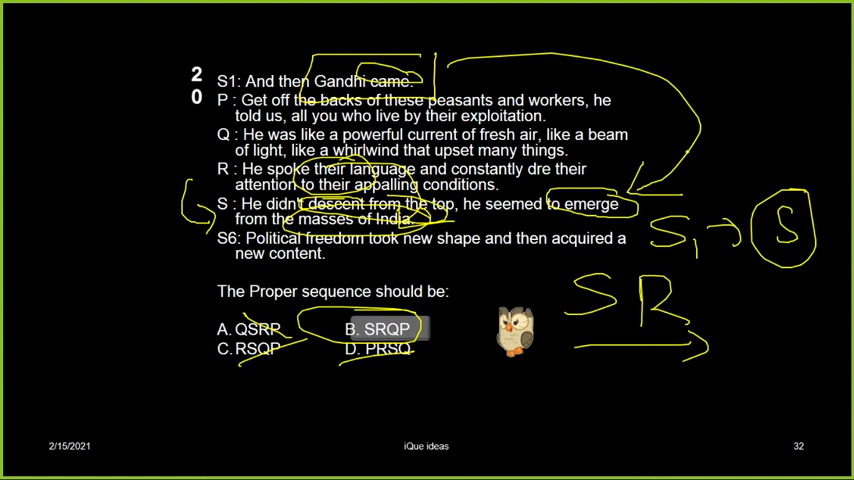 20
S1: And then Gandhi came.
P : Get off the backs of these peasants and workers, he
told us, all you who live by their exploitation.
Q : He was like a powerful current of fresh air, like a beam
of light, like a whirlwind that upset many things.
R : He spoke their language and constantly dre their
attention to their appalling conditions.
S : He didn't descent from the top, he seemed to emerge
from the masses of India.
S1 → S
S6: Political freedom took new shape and then acquired a
new content.
The Proper sequence should be:
SR
A. QSRP B. SRQP
C. RSQP D. PRSQ
2/15/2021 iQue ideas 32